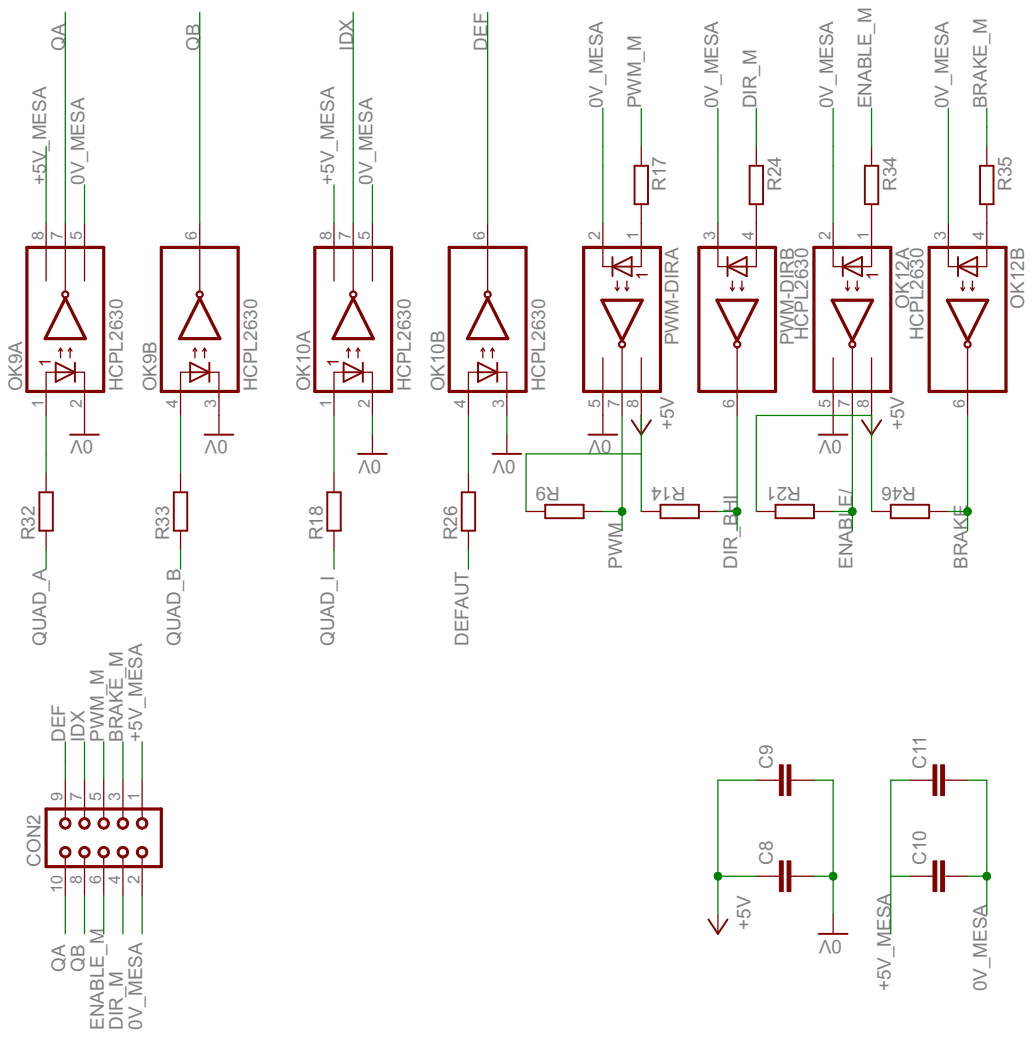 QA
QB
IDX
DEF
0V_MESA
PWM_M
0V_MESA
DIR_M
0V_MESA
ENABLE_M
0V_MESA
BRAKE_M
+5V_MESA
0V_MESA
+5V_MESA
0V_MESA
R17
R24
R34
R35
8
7
5
6
8
7
5
6
2
1
3
4
2
1
3
4
OK9A
1
HCPL2630
OK9B
HCPL2630
OK10A
1
HCPL2630
OK10B
HCPL2630
1
PWM-DIRA
PWM-DIRB
HCPL2630
1
OK12A
HCPL2630
OK12B
1
2
4
3
1
2
4
3
5
7
8
6
5
7
8
6
0V
0V
0V
0V
0V
+5V
0V
+5V
R32
R33
R18
R26
R9
R14
R21
R46
QUAD_A
QUAD_B
QUAD_I
DEFAUT
PWM
DIR_BHI
ENABLE/
BRAKE
DEF
IDX
PWM_M
BRAKE_M
+5V_MESA
9
7
5
3
1
CON2
10
8
6
4
2
QA
QB
ENABLE_M
DIR_M
0V_MESA
C9
C8
+5V
0V
C11
C10
+5V_MESA
0V_MESA